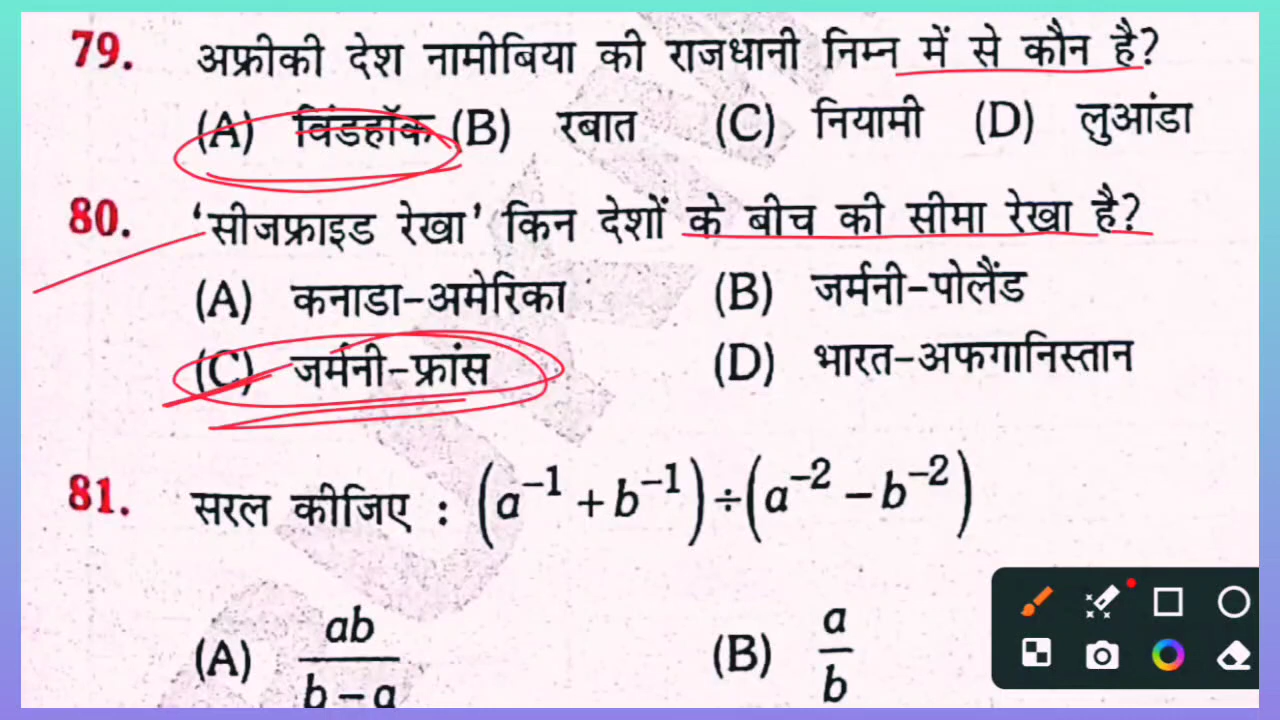 79. अफ्रीकी देश नामीबिया की राजधानी निम्न में से कौन है?
(A) विंडहॉक (B) रबात (C) नियामी (D) लुआंडा
80. ‘सीजफ्राइड रेखा’ किन देशों के बीच की सीमा रेखा है?
(A) कनाडा-अमेरिका (B) जर्मनी-पोलैंड
(C) जर्मनी-फ्रांस (D) भारत-अफगानिस्तान
81. सरल कीजिए : (a⁻¹ + b⁻¹) ÷ (a⁻² − b⁻²)
(A) ab / b − a (B) a / b